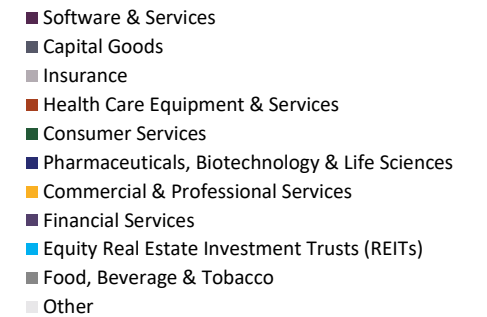 Software & Services
Capital Goods
Insurance
Health Care Equipment & Services
Consumer Services
Pharmaceuticals, Biotechnology & Life Sciences
Commercial & Professional Services
Financial Services
Equity Real Estate Investment Trusts (REITs)
Food, Beverage & Tobacco
Other